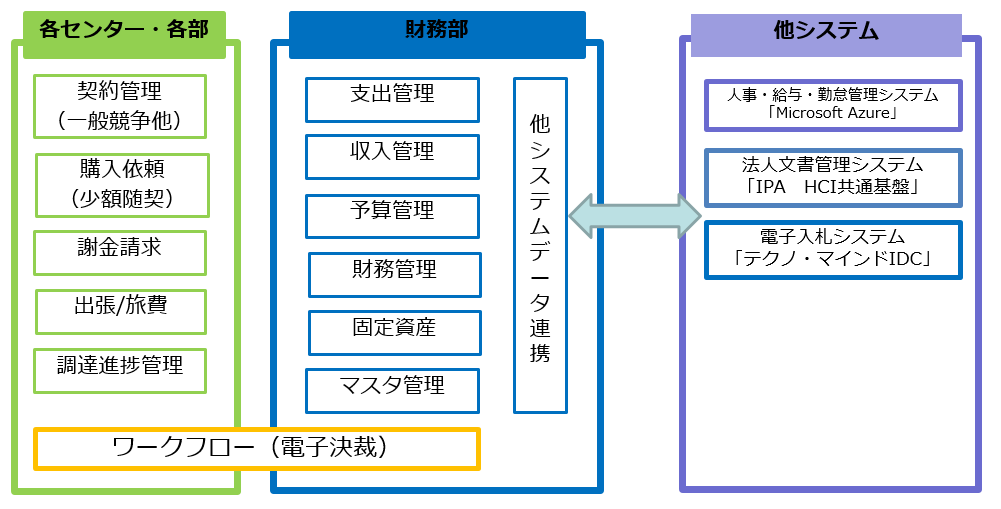 各センター・各部
契約管理
（一般競争他）
購入依頼
（少額随契）
謝金請求
出張/旅費
調達進捗管理
財務部
支出管理
収入管理
予算管理
財務管理
固定資産
マスタ管理
他システムデータ連携
ワークフロー（電子決裁）
他システム
人事・給与・勤怠管理システム
「Microsoft Azure」
法人文書管理システム
「IPA　HCI共通基盤」
電子入札システム
「テクノ・マインドIDC」